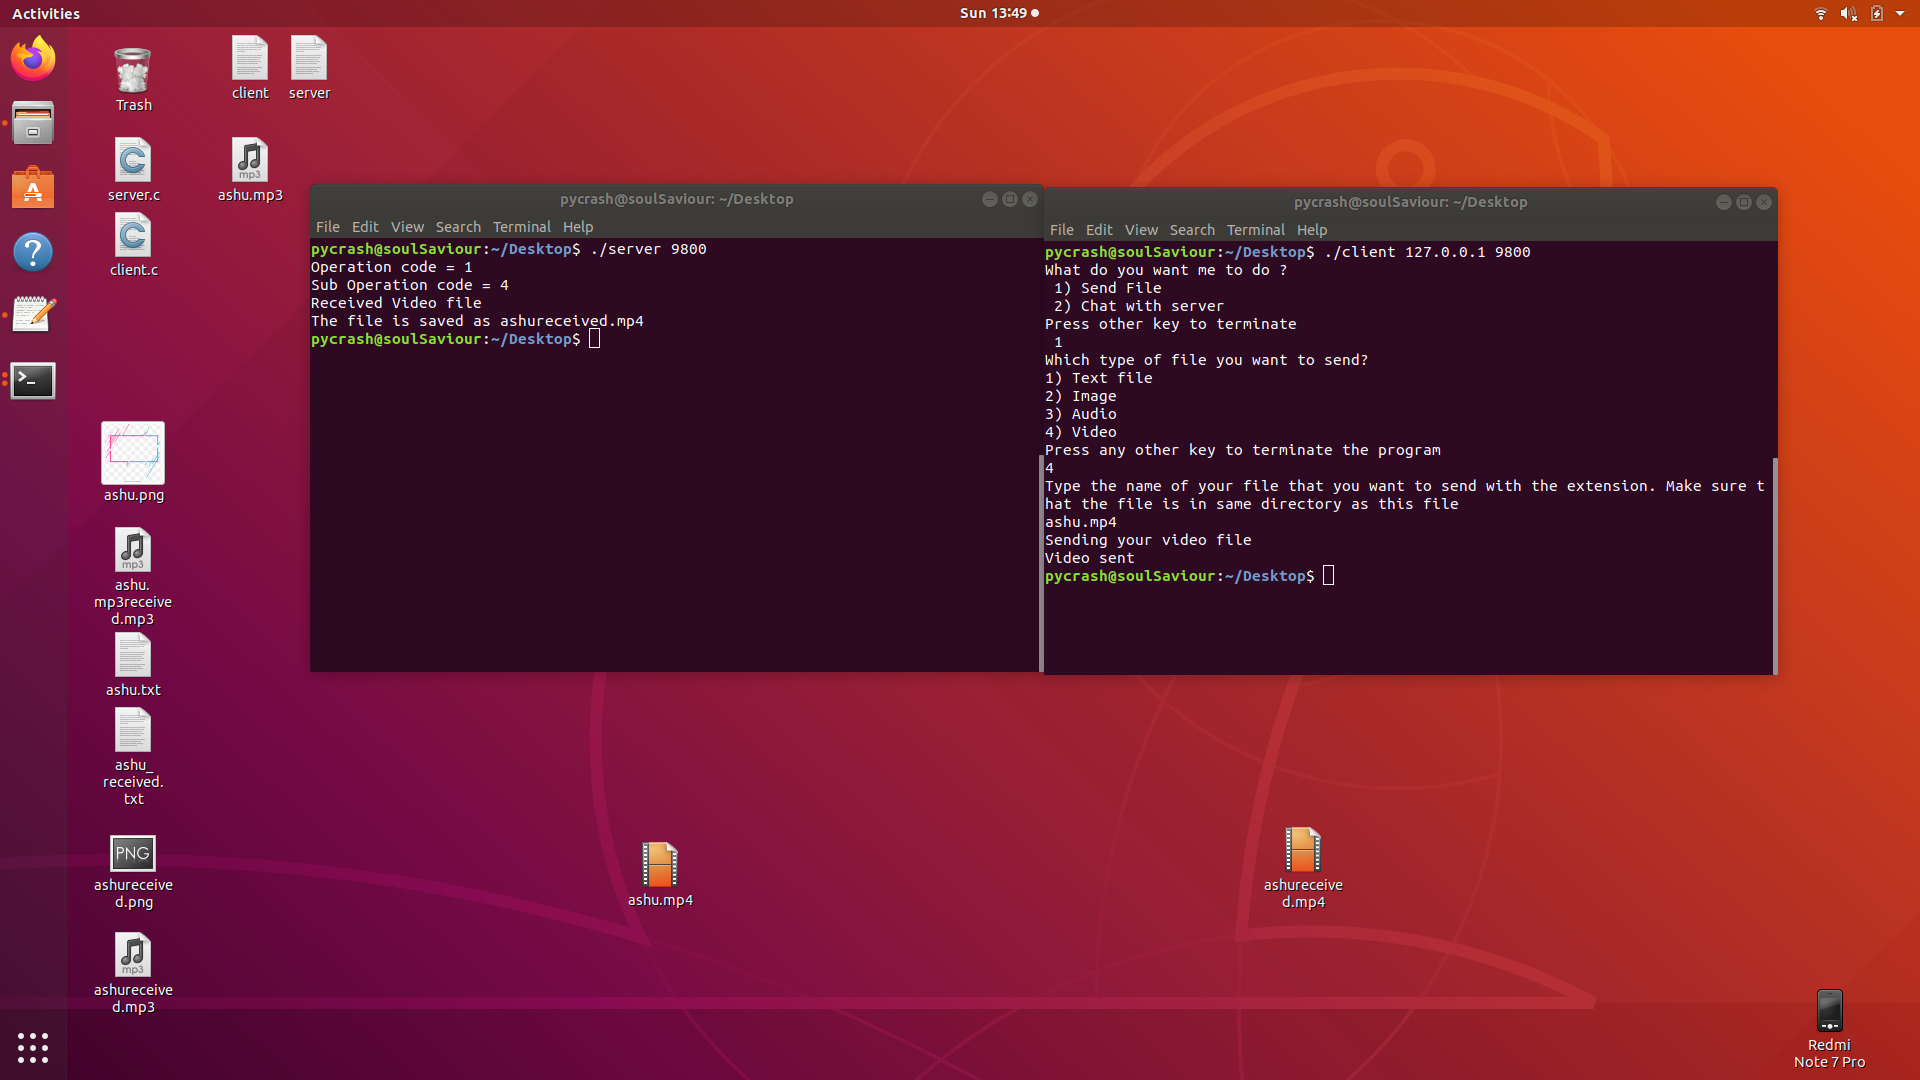 Activities
Sun 13:49
Trash
client
server
server.c
ashu.mp3
client.c
ashu.png
ashu.
mp3receive
d.mp3
ashu.txt
ashu_
received.
txt
PNG
ashureceive
d.png
mp3
ashureceive
d.mp3
pycrash@soulSaviour: ~/Desktop
File Edit View Search Terminal Help
pycrash@soulSaviour:~/Desktop$ ./server 9800
Operation code = 1
Sub Operation code = 4
Received Video file
The file is saved as ashureceived.mp4
pycrash@soulSaviour:~/Desktop$
pycrash@soulSaviour: ~/Desktop
File Edit View Search Terminal Help
pycrash@soulSaviour:~/Desktop$ ./client 127.0.0.1 9800
What do you want me to do ?
1) Send File
2) Chat with server
Press other key to terminate
1
Which type of file you want to send?
1) Text file
2) Image
3) Audio
4) Video
Press any other key to terminate the program
4
Type the name of your file that you want to send with the extension. Make sure t
hat the file is in same directory as this file
ashu.mp4
Sending your video file
Video sent
pycrash@soulSaviour:~/Desktop$
ashu.mp4
ashureceive
d.mp4
Redmi
Note 7 Pro